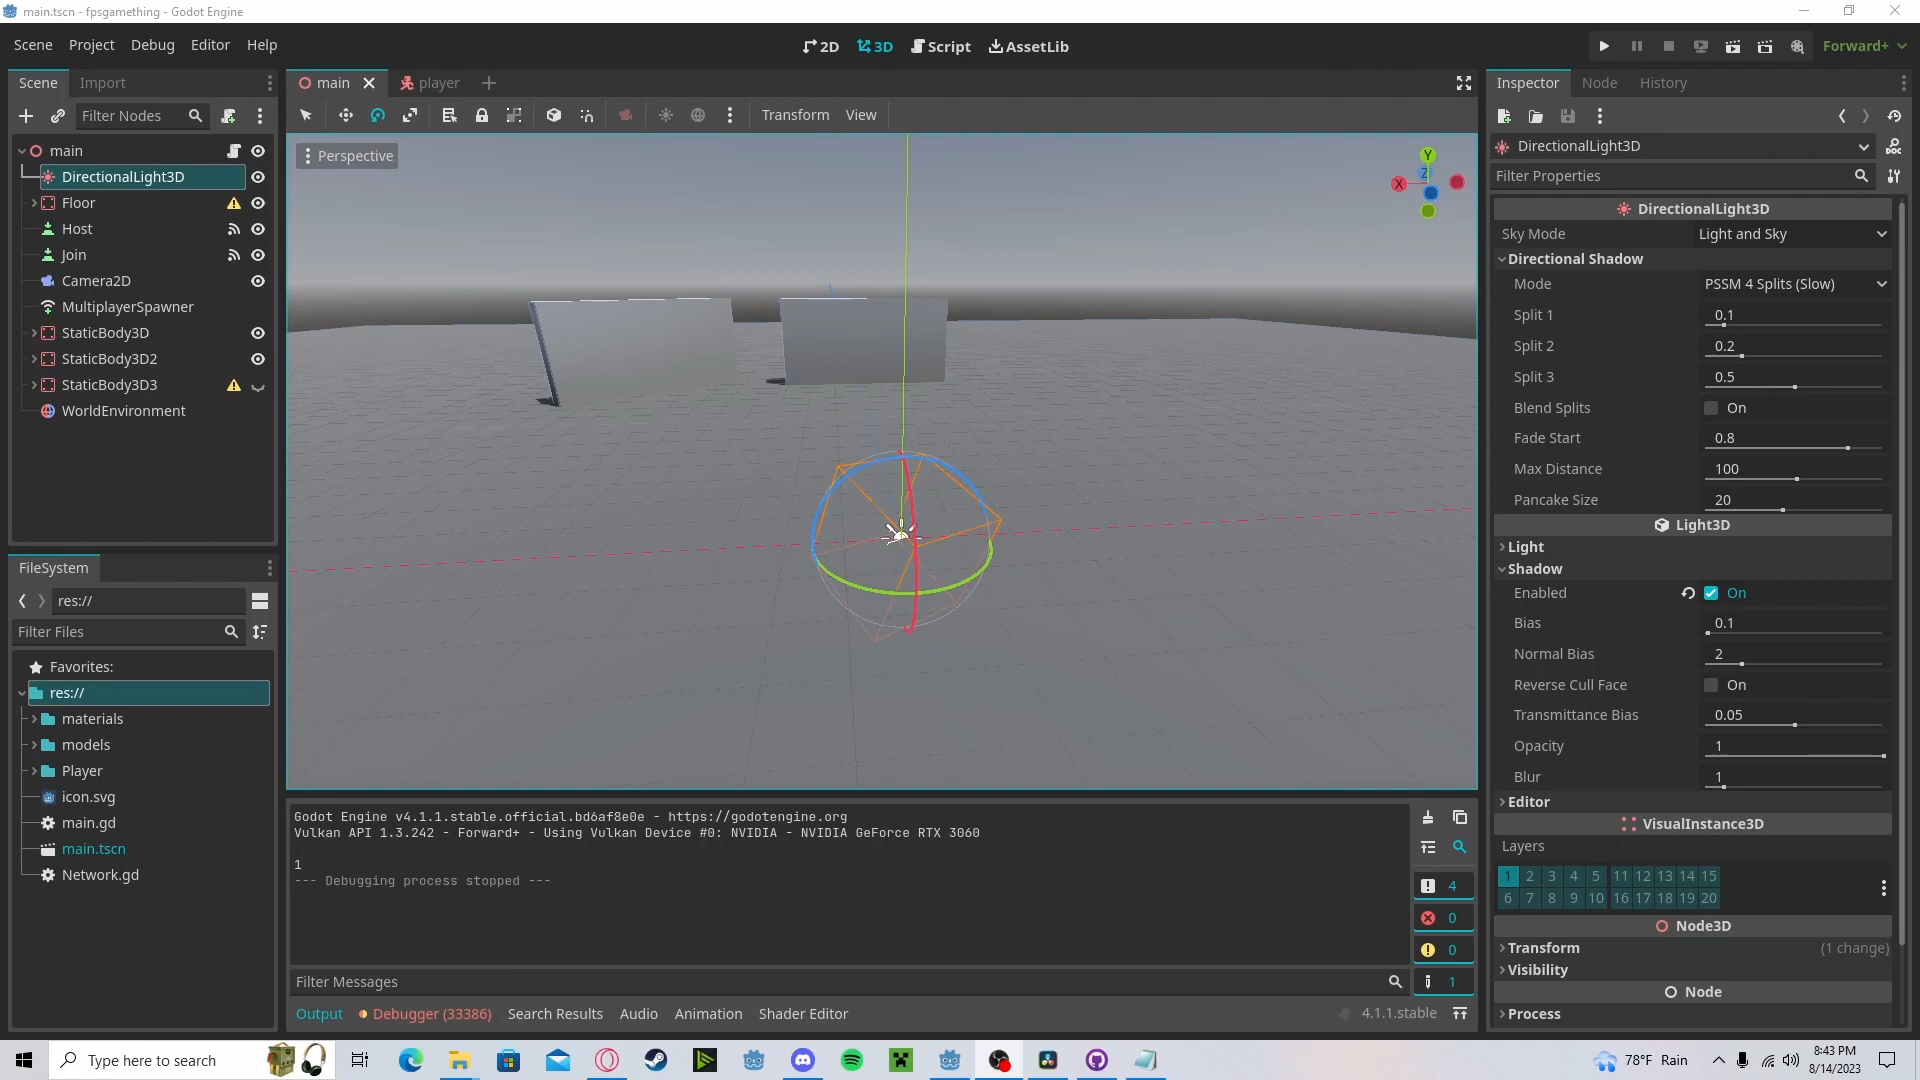 main.tscn - fpsgamething - Godot Engine
Scene Project Debug Editor Help
2D 3D Script AssetLib
Forward+
Scene Import
main player
Inspector Node History
Filter Nodes
Transform View
main
DirectionalLight3D
Floor
Host
Join
Camera2D
MultiplayerSpawner
StaticBody3D
StaticBody3D2
StaticBody3D3
WorldEnvironment
Perspective
Y
X
Z
FileSystem
res://
Filter Files
Favorites:
res://
materials
models
Player
icon.svg
main.gd
main.tscn
Network.gd
Godot Engine v4.1.1.stable.official.bd6af8e0e - https://godotengine.org
Vulkan API 1.3.242 - Forward+ - Using Vulkan Device #0: NVIDIA - NVIDIA GeForce RTX 3060
1
--- Debugging process stopped ---
4
0
0
1
Filter Messages
Output Debugger (33386) Search Results Audio Animation Shader Editor
4.1.1.stable
DirectionalLight3D
Filter Properties
DirectionalLight3D
Sky Mode Light and Sky
Directional Shadow
Mode PSSM 4 Splits (Slow)
Split 1 0.1
Split 2 0.2
Split 3 0.5
Blend Splits On
Fade Start 0.8
Max Distance 100
Pancake Size 20
Light3D
Light
Shadow
Enabled On
Bias 0.1
Normal Bias 2
Reverse Cull Face On
Transmittance Bias 0.05
Opacity 1
Blur 1
Editor
VisualInstance3D
Layers
1 2 3 4 5 11 12 13 14 15
6 7 8 9 10 16 17 18 19 20
Node3D
Transform (1 change)
Visibility
Node
Process
Type here to search
78°F Rain
8:43 PM
8/14/2023